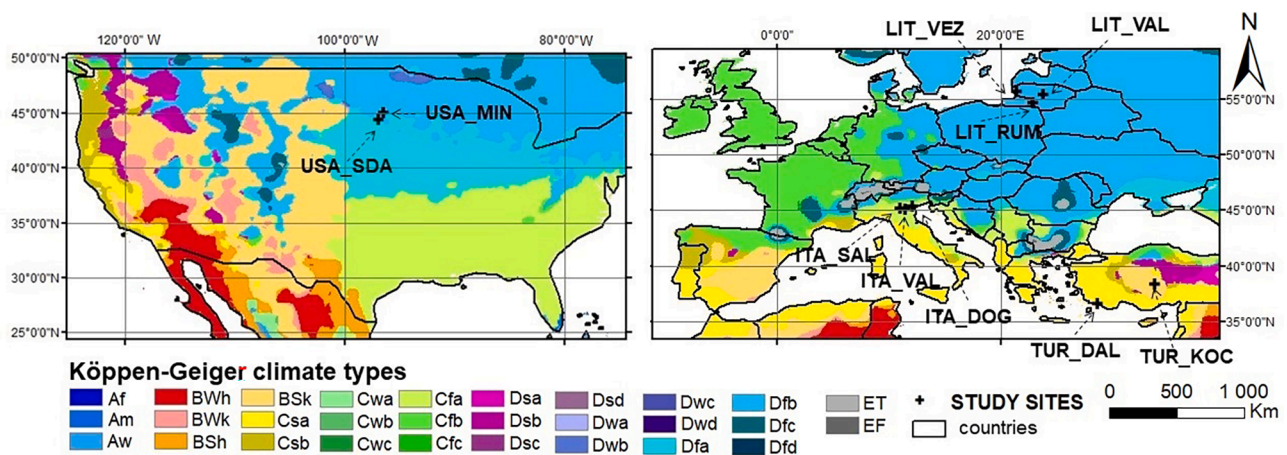 120°0'0" W
100°0'0"W
80°0'0"W
50°0'0"N
45°0'0"N
40°0'0"N
35°0'0"N
30°0'0"N
25°0'0"N
USA_MIN
USA_SDA
0°0'0"
20°0'0"E
LIT_VEZ
LIT_VAL
N
55°0'0"N
50°0'0"N
45°0'0"N
40°0'0"N
35°0'0"N
LIT_RUM
ITA_SAL
ITA_VAL
ITA_DOG
TUR_DAL
TUR_KOC
Köppen-Geiger climate types
Af BWh BSk Cwa Cfa Dsa Dsd Dwc Dfb ET
Am BWk Csa Cwb Cfb Dsb Dwa Dwd Dfc EF
Aw BSh Csb Cwc Cfc Dsc Dwb Dfa Dfd
STUDY SITES
countries
0 500 1 000
Km